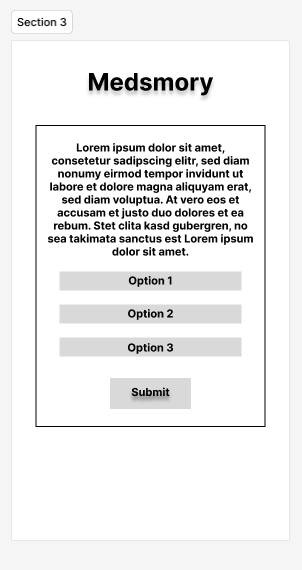 Section 3
Medsmory
Lorem ipsum dolor sit amet,
consetetur sadipscing elitr, sed diam
nonumy eirmod tempor invidunt ut
labore et dolore magna aliquyam erat,
sed diam voluptua. At vero eos et
accusam et justo duo dolores et ea
rebum. Stet clita kasd gubergren, no
sea takimata sanctus est Lorem ipsum
dolor sit amet.
Option 1
Option 2
Option 3
Submit